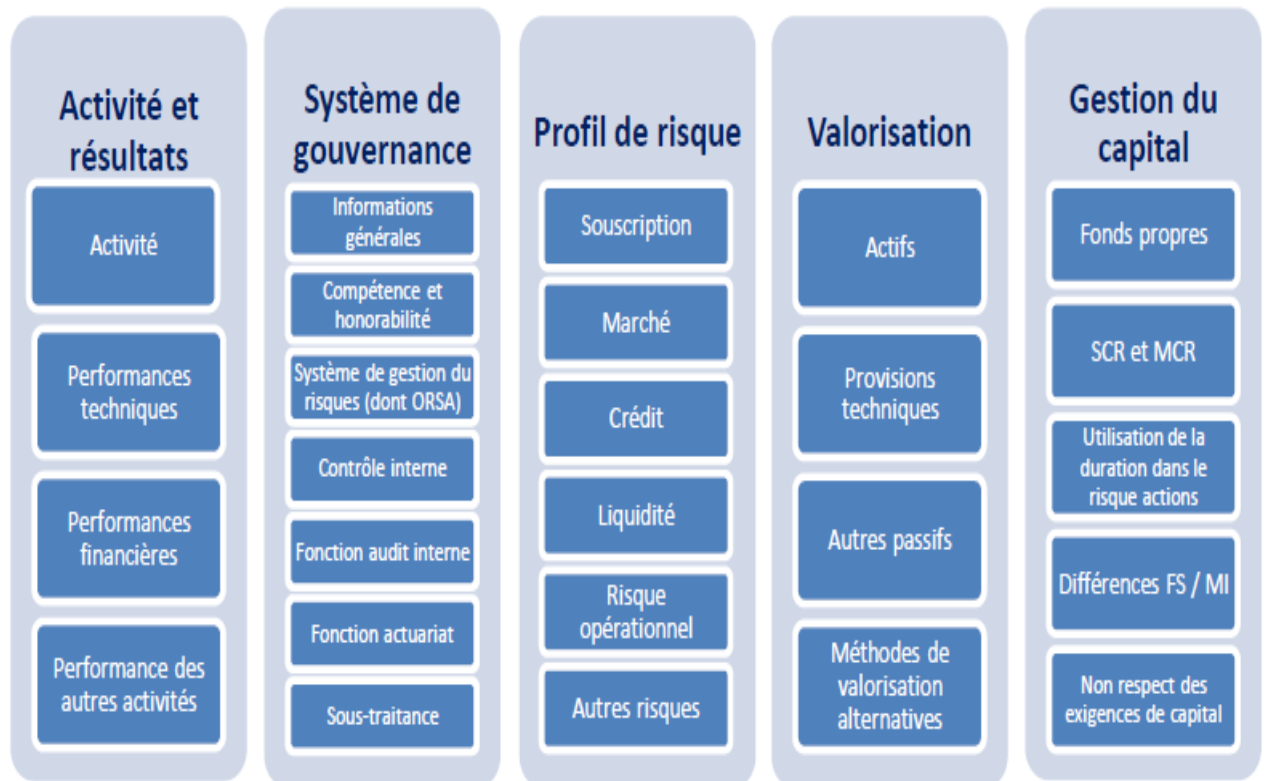 Activité et
résultats
Activité
Performances
techniques
Performances
financières
Performance des
autres activités
Système de
gouvernance
Informations
générales
Compétence et
honorabilité
Système de gestion du
risques (dont ORSA)
Contrôle interne
Fonction audit interne
Fonction actuariat
Sous-traitance
Profil de risque
Souscription
Marché
Crédit
Liquidité
Risque
opérationnel
Autres risques
Valorisation
Actifs
Provisions
techniques
Autres passifs
Méthodes de
valorisation
alternatives
Gestion du
capital
Fonds propres
SCR et MCR
Utilisation de la
duration dans le
risque actions
Différences FS / MI
Non respect des
exigences de capital